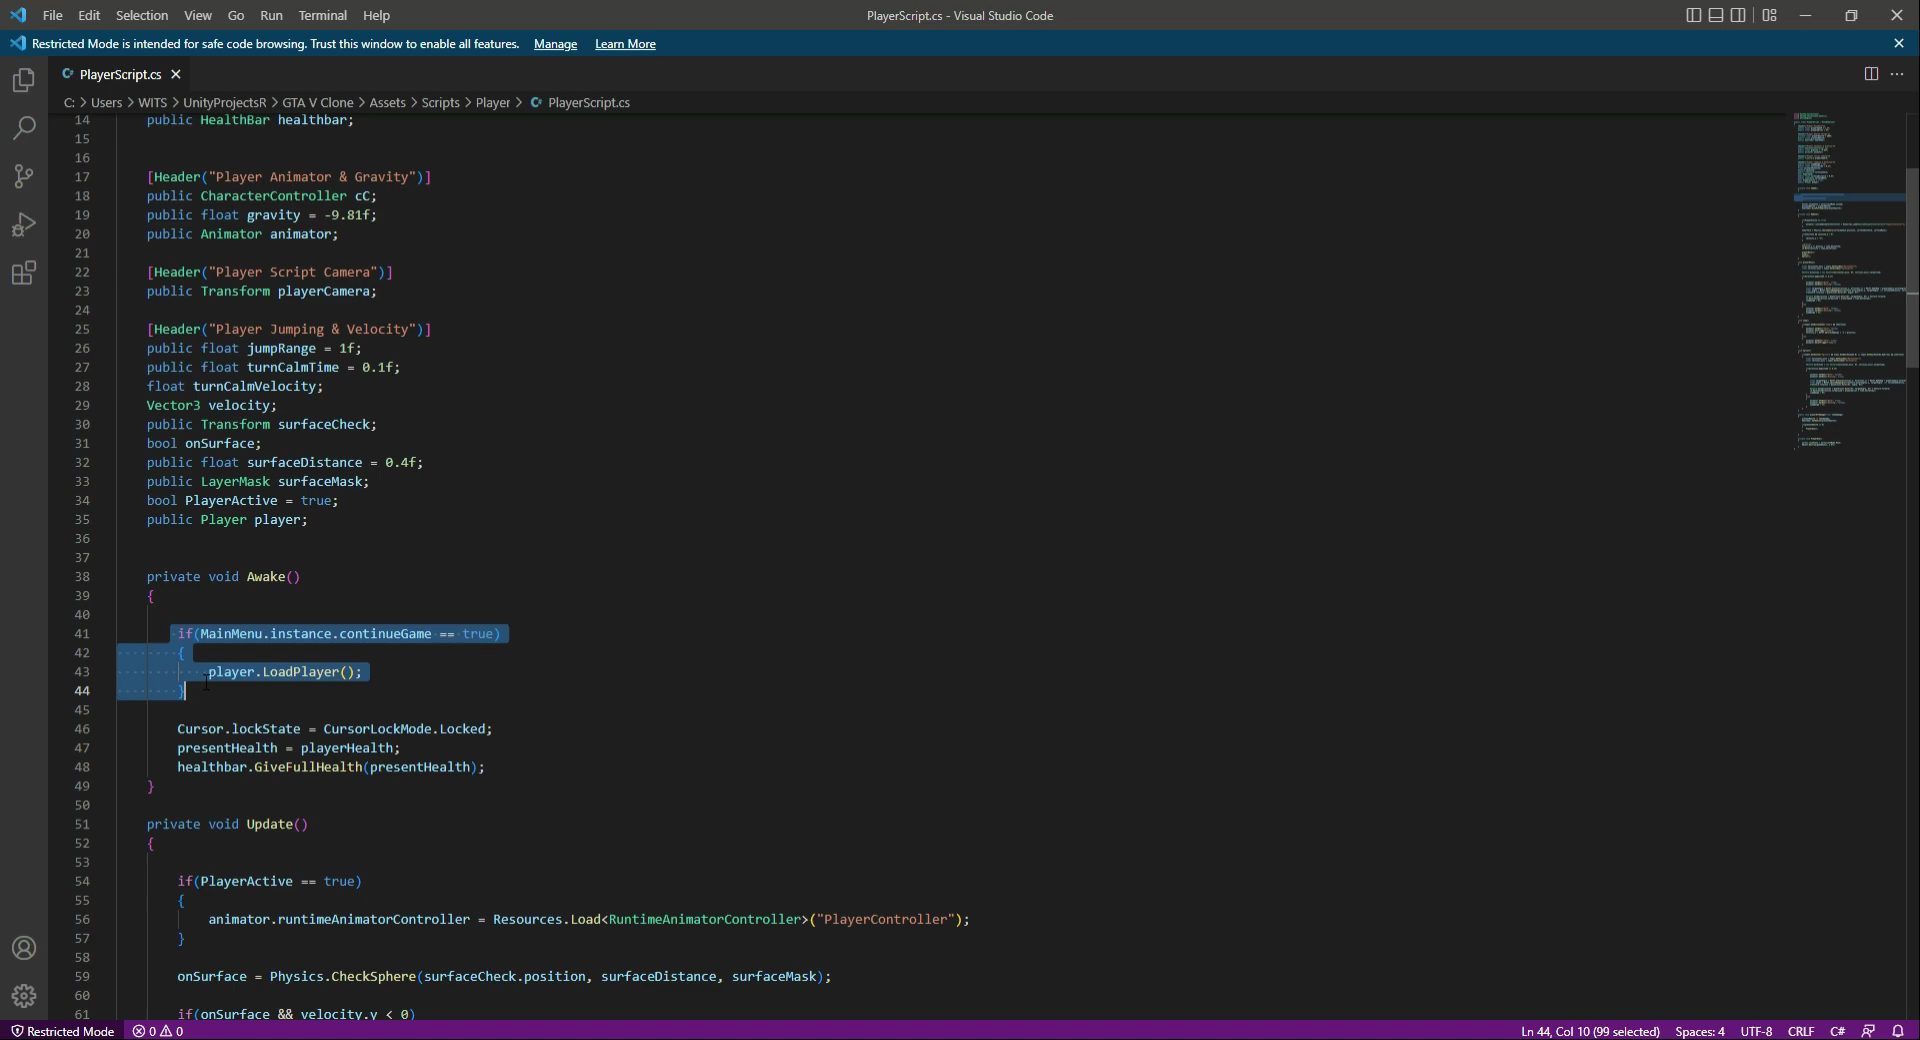 File Edit Selection View Go Run Terminal Help PlayerScript.cs - Visual Studio Code
Restricted Mode is intended for safe code browsing. Trust this window to enable all features. Manage Learn More
C# PlayerScript.cs
C: > Users > WITS > UnityProjectsR > GTA V Clone > Assets > Scripts > Player > C# PlayerScript.cs
14 public HealthBar healthbar;
15
16
17 [Header("Player Animator & Gravity")]
18 public CharacterController cC;
19 public float gravity = -9.81f;
20 public Animator animator;
21
22 [Header("Player Script Camera")]
23 public Transform playerCamera;
24
25 [Header("Player Jumping & Velocity")]
26 public float jumpRange = 1f;
27 public float turnCalmTime = 0.1f;
28 float turnCalmVelocity;
29 Vector3 velocity;
30 public Transform surfaceCheck;
31 bool onSurface;
32 public float surfaceDistance = 0.4f;
33 public LayerMask surfaceMask;
34 bool PlayerActive = true;
35 public Player player;
36
37
38 private void Awake()
39 {
40
41 if(MainMenu.instance.continueGame == true)
42 {
43 player.LoadPlayer();
44 }
45
46 Cursor.lockState = CursorLockMode.Locked;
47 presentHealth = playerHealth;
48 healthbar.GiveFullHealth(presentHealth);
49 }
50
51 private void Update()
52 {
53
54 if(PlayerActive == true)
55 {
56 animator.runtimeAnimatorController = Resources.Load<RuntimeAnimatorController>("PlayerController");
57 }
58
59 onSurface = Physics.CheckSphere(surfaceCheck.position, surfaceDistance, surfaceMask);
60
61 if(onSurface && velocity.y < 0)
Restricted Mode 0 0 Ln 44, Col 10 (99 selected) Spaces: 4 UTF-8 CRLF C#